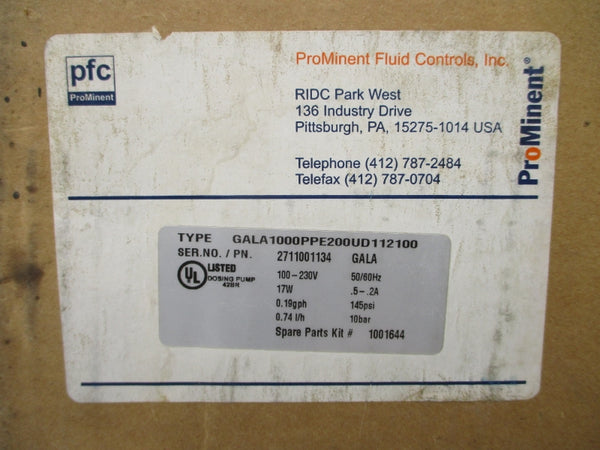 pfc
ProMinent
ProMinent Fluid Controls, Inc.
RIDC Park West
136 Industry Drive
Pittsburgh, PA, 15275-1014 USA
Telephone (412) 787-2484
Telefax (412) 787-0704
ProMinent®
TYPE GALA1000PPE200UD112100
SER.NO. / PN. 2711001134 GALA
UL LISTED
DOSING PUMP
42BR
100-230V 50/60Hz
17W .5-.2A
0.19gph 145psi
0.74 l/h 10bar
Spare Parts Kit # 1001644